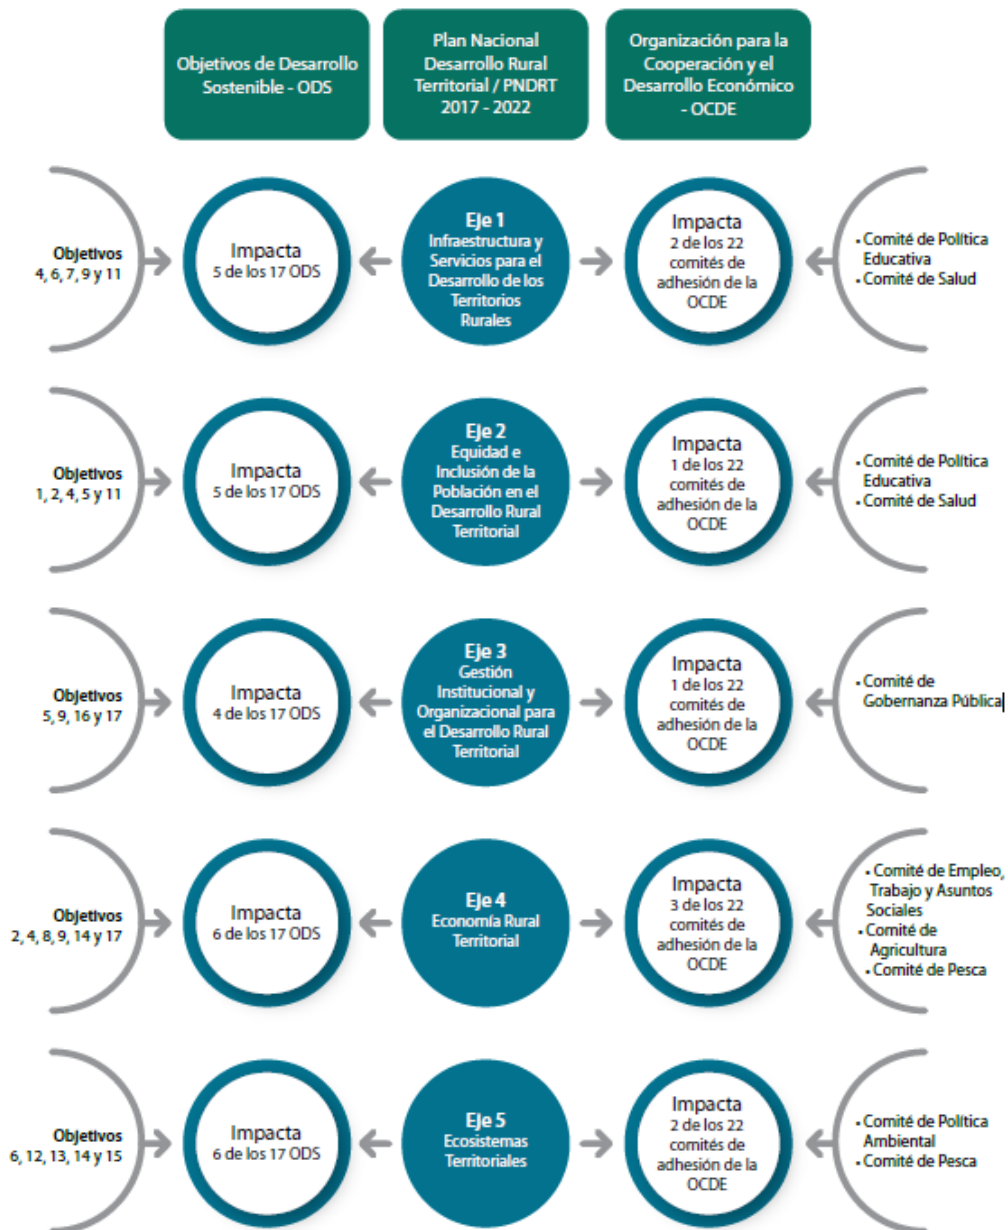 Objetivos de Desarrollo
Sostenible - ODS
Plan Nacional
Desarrollo Rural
Territorial / PNDRT
2017 - 2022
Organización para la
Cooperación y el
Desarrollo Económico
- OCDE
Objetivos
4, 6, 7, 9 y 11
Impacta
5 de los 17 ODS
Eje 1
Infraestructura y
Servicios para el
Desarrollo de los
Territorios
Rurales
Impacta
2 de los 22
comités de
adhesión de la
OCDE
• Comité de Política
Educativa
• Comité de Salud
Objetivos
1, 2, 4, 5 y 11
Impacta
5 de los 17 ODS
Eje 2
Equidad e
Inclusión de la
Población en el
Desarrollo Rural
Territorial
Impacta
1 de los 22
comités de
adhesión de la
OCDE
• Comité de Política
Educativa
• Comité de Salud
Objetivos
5, 9, 16 y 17
Impacta
4 de los 17 ODS
Eje 3
Gestión
Institucional y
Organizacional para
el Desarrollo Rural
Territorial
Impacta
1 de los 22
comités de
adhesión de la
OCDE
• Comité de
Gobernanza Pública
Objetivos
2, 4, 8, 9, 14 y 17
Impacta
6 de los 17 ODS
Eje 4
Economía Rural
Territorial
Impacta
3 de los 22
comités de
adhesión de la
OCDE
• Comité de Empleo,
Trabajo y Asuntos
Sociales
• Comité de
Agricultura
• Comité de Pesca
Objetivos
6, 12, 13, 14 y 15
Impacta
6 de los 17 ODS
Eje 5
Ecosistemas
Territoriales
Impacta
2 de los 22
comités de
adhesión de la
OCDE
• Comité de Política
Ambiental
• Comité de Pesca